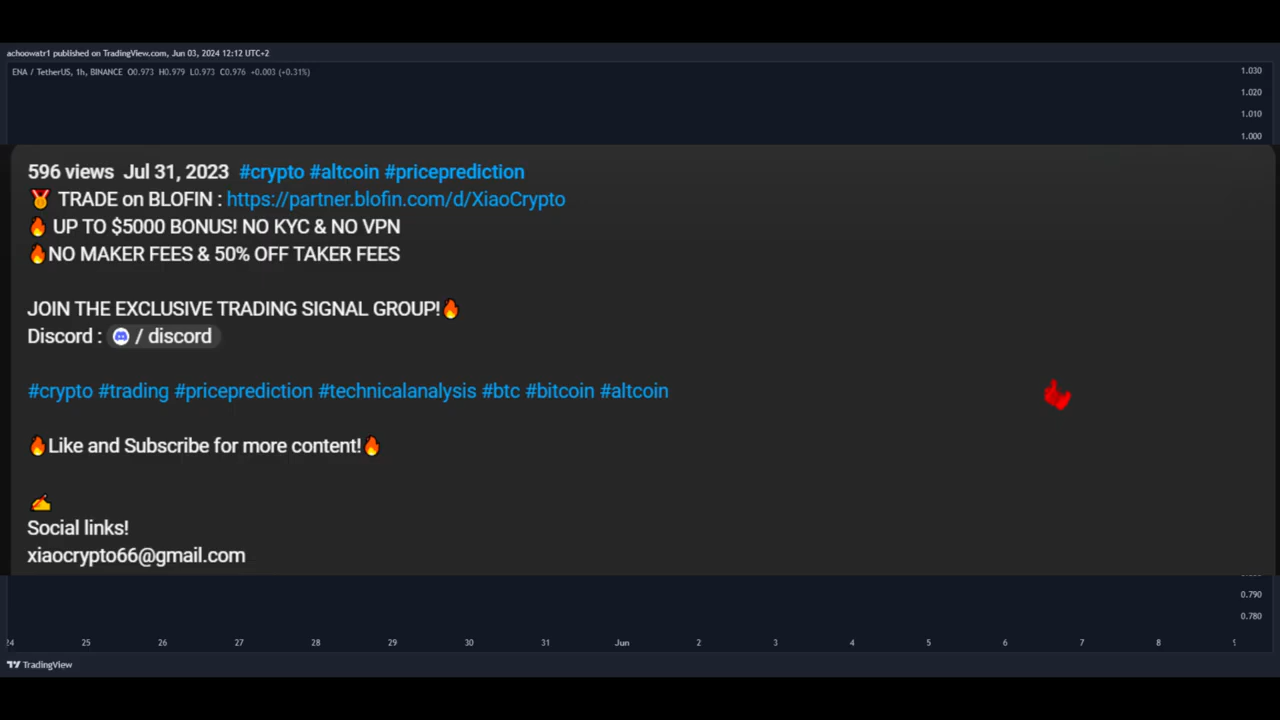 achoowatr1 published on TradingView.com, Jun 03, 2024 12:12 UTC+2
ENA / TetherUS, 1h, BINANCE O0.973 H0.979 L0.973 C0.976 +0.003 (+0.31%)
1.030
1.020
1.010
1.000
596 views Jul 31, 2023 #crypto #altcoin #priceprediction
🏅 TRADE on BLOFIN : https://partner.blofin.com/d/XiaoCrypto
🔥 UP TO $5000 BONUS! NO KYC & NO VPN
🔥NO MAKER FEES & 50% OFF TAKER FEES
JOIN THE EXCLUSIVE TRADING SIGNAL GROUP!🔥
Discord : / discord
#crypto #trading #priceprediction #technicalanalysis #btc #bitcoin #altcoin
🔥Like and Subscribe for more content!🔥
✍
Social links!
xiaocrypto66@gmail.com
0.790
0.780
24 25 26 27 28 29 30 31 Jun 2 3 4 5 6 7 8
TradingView